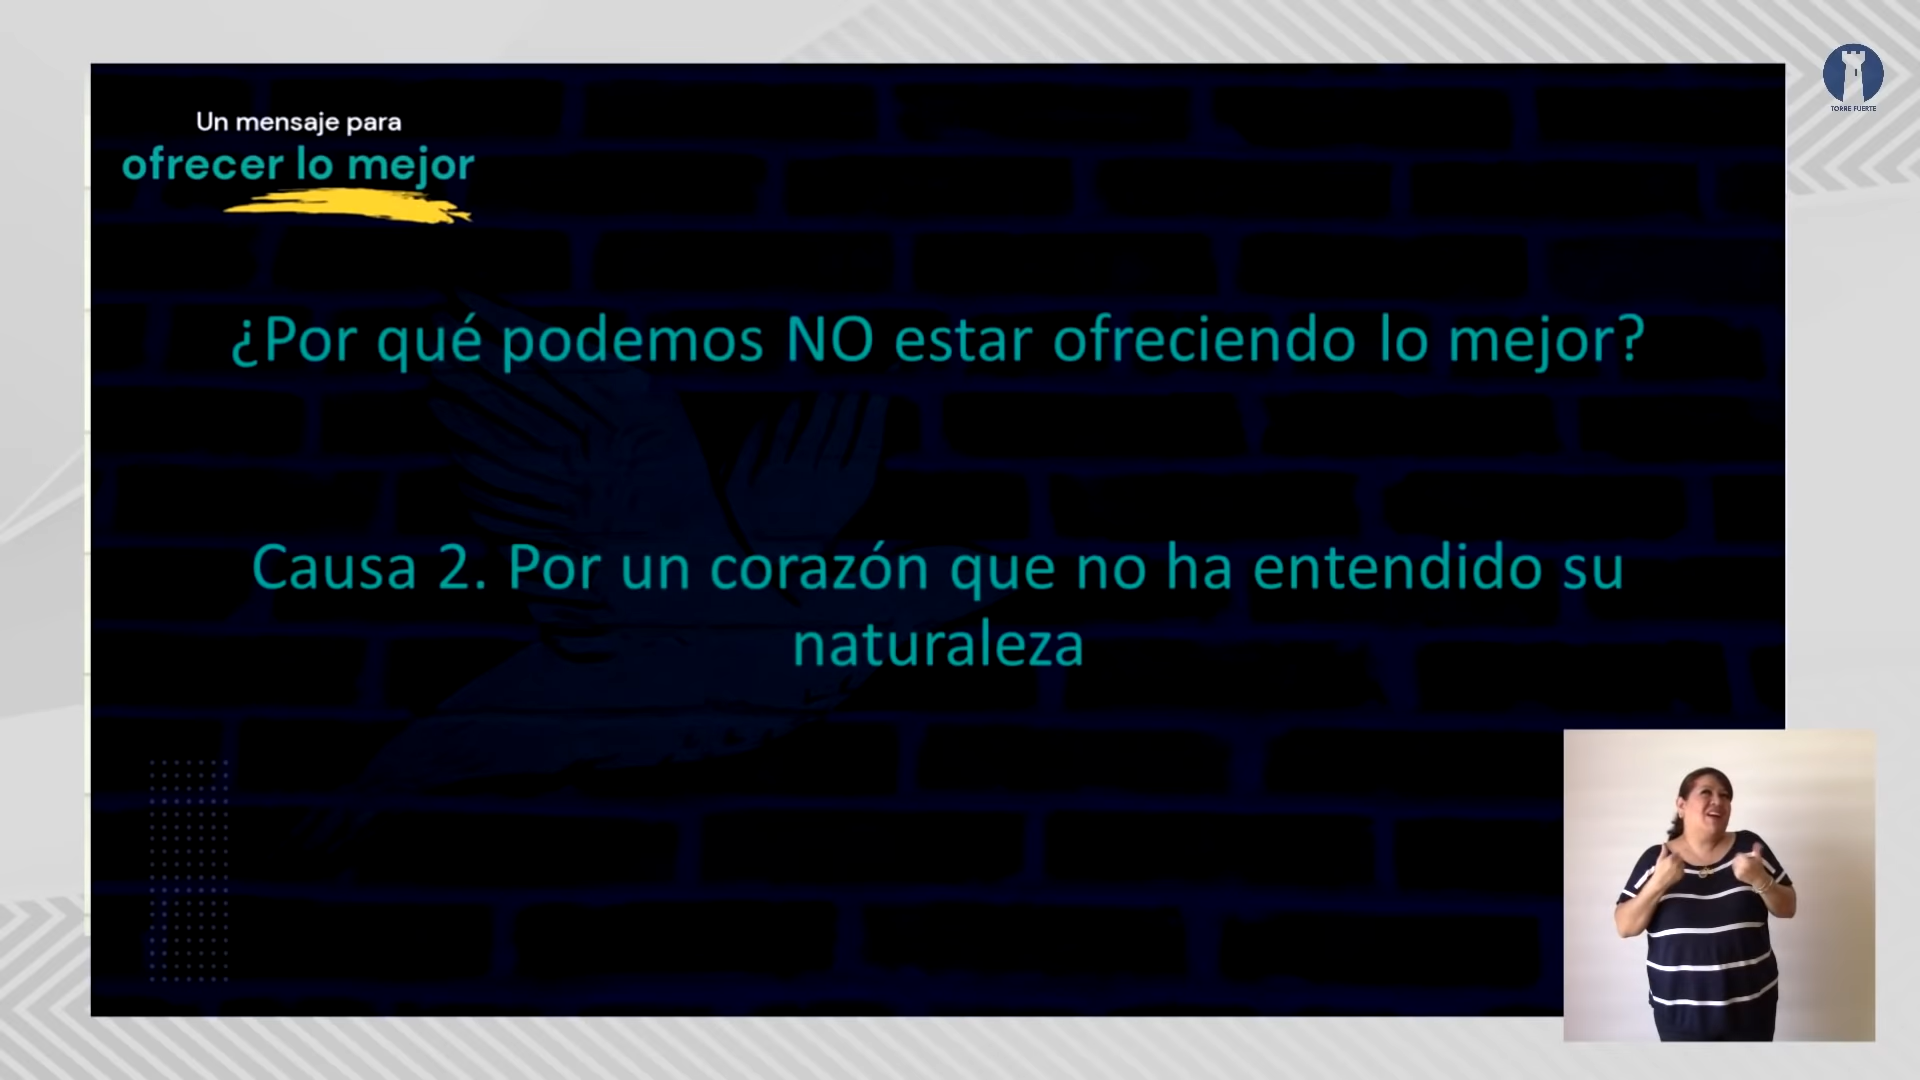 Un mensaje para
ofrecer lo mejor
TORRE FUERTE
¿Por qué podemos NO estar ofreciendo lo mejor?
Causa 2. Por un corazón que no ha entendido su
naturaleza